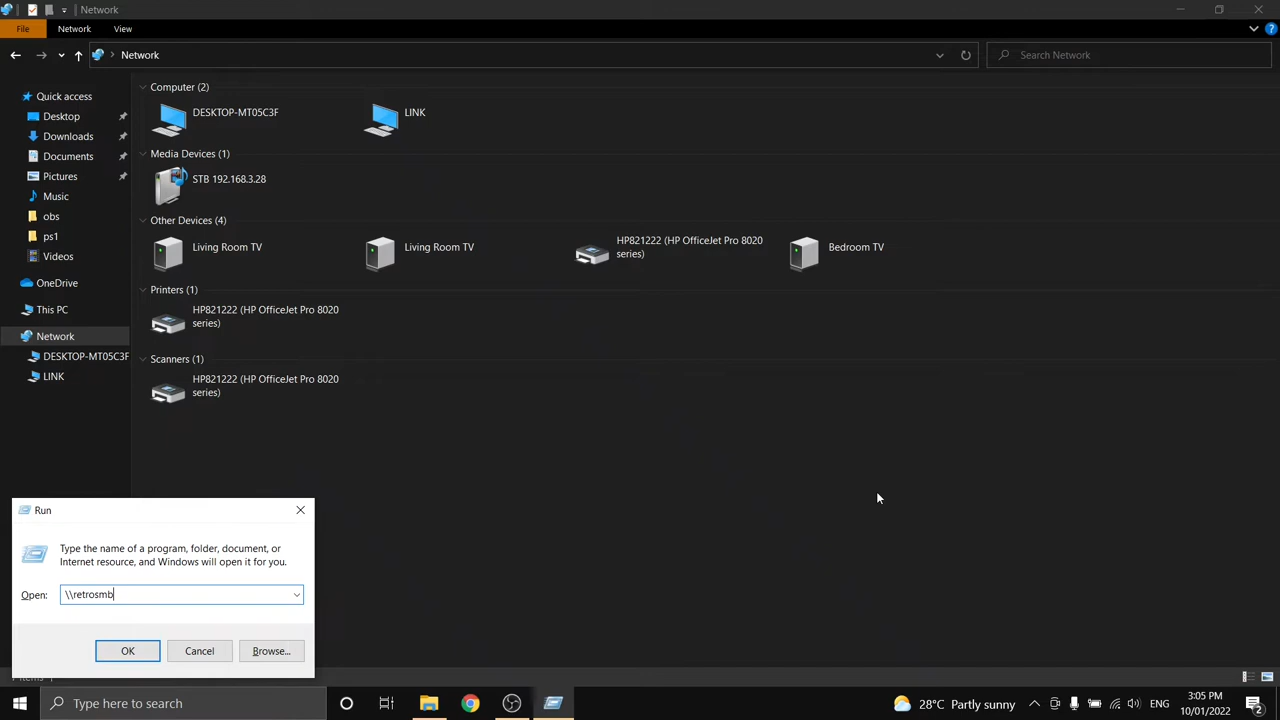 Network
File
Network
View
Network
Search Network
Quick access
Desktop
Downloads
Documents
Pictures
Music
obs
ps1
Videos
OneDrive
This PC
Network
DESKTOP-MT05C3F
LINK
Computer (2)
DESKTOP-MT05C3F
LINK
Media Devices (1)
STB 192.168.3.28
Other Devices (4)
Living Room TV
Living Room TV
HP821222 (HP OfficeJet Pro 8020
series)
Bedroom TV
Printers (1)
HP821222 (HP OfficeJet Pro 8020
series)
Scanners (1)
HP821222 (HP OfficeJet Pro 8020
series)
Run
Type the name of a program, folder, document, or
Internet resource, and Windows will open it for you.
Open:
\\retrosmb
OK
Cancel
Browse...
Type here to search
28°C Partly sunny
ENG
3:05 PM
10/01/2022
2